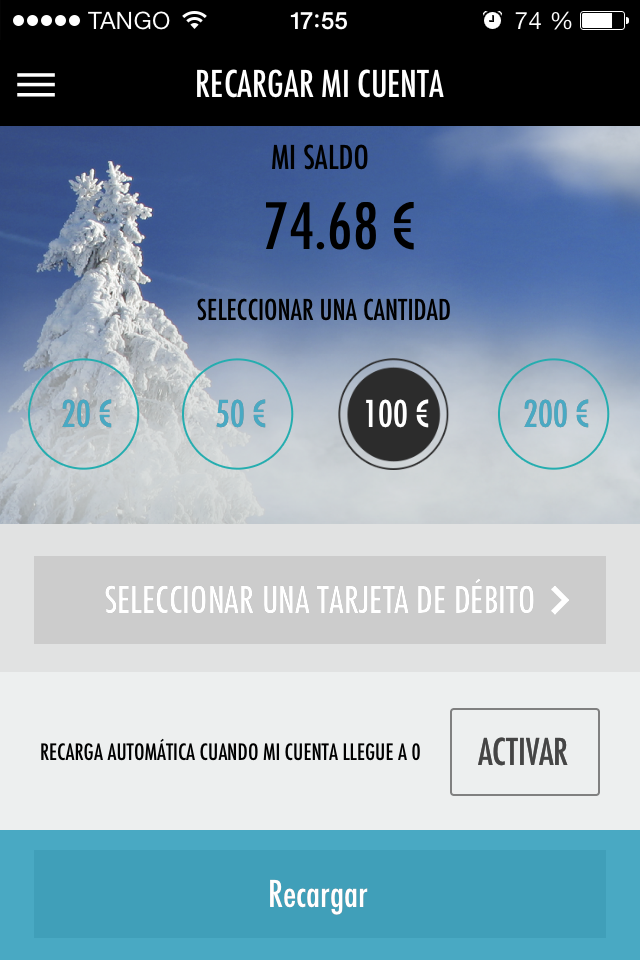 TANGO 17:55 74 %
RECARGAR MI CUENTA
MI SALDO
74.68 €
SELECCIONAR UNA CANTIDAD
20 € 50 € 100 € 200 €
SELECCIONAR UNA TARJETA DE DÉBITO
RECARGA AUTOMÁTICA CUANDO MI CUENTA LLEGUE A 0
ACTIVAR
Recargar